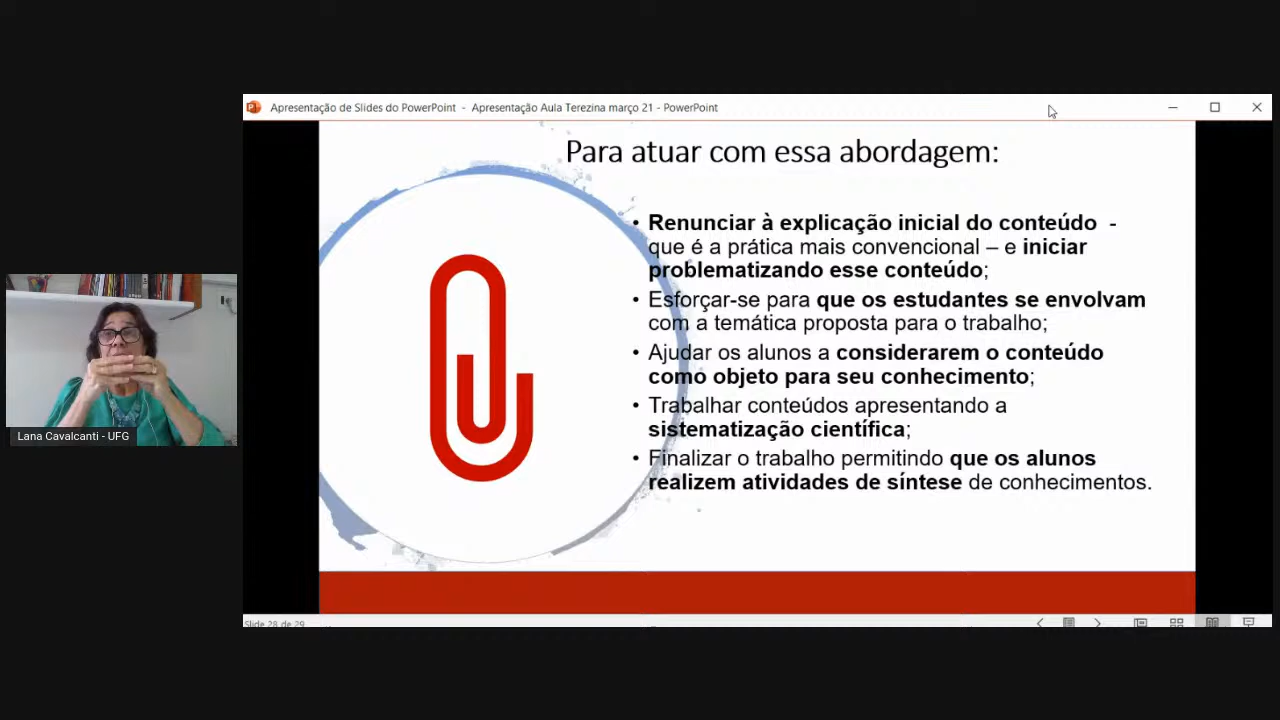 Apresentação de Slides do PowerPoint - Apresentação Aula Terezina março 21 - PowerPoint
Para atuar com essa abordagem:
• Renunciar à explicação inicial do conteúdo -
que é a prática mais convencional – e iniciar
problematizando esse conteúdo;
• Esforçar-se para que os estudantes se envolvam
com a temática proposta para o trabalho;
• Ajudar os alunos a considerarem o conteúdo
como objeto para seu conhecimento;
• Trabalhar conteúdos apresentando a
sistematização científica;
• Finalizar o trabalho permitindo que os alunos
realizem atividades de síntese de conhecimentos.
Lana Cavalcanti - UFG
Slide 28 de 29